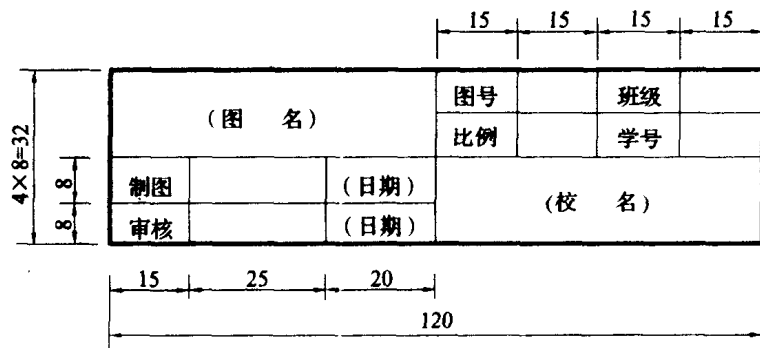 15 15 15 15
图号 班级
(图 名)
比例 学号
4×8=32
8 制图 (日期)
(校 名)
8 审核 (日期)
15 25 20
120